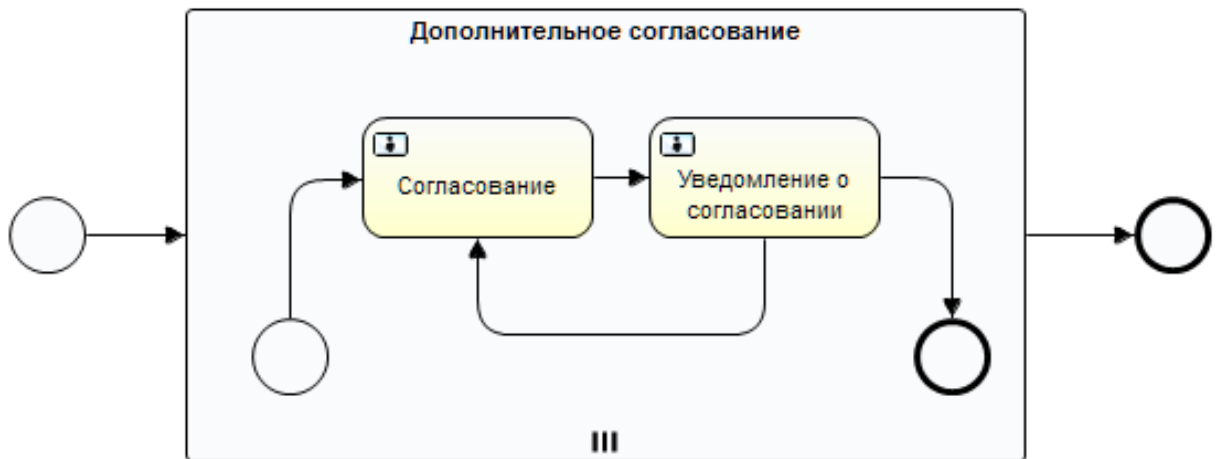 Дополнительное согласование
Согласование
Уведомление о
согласовании